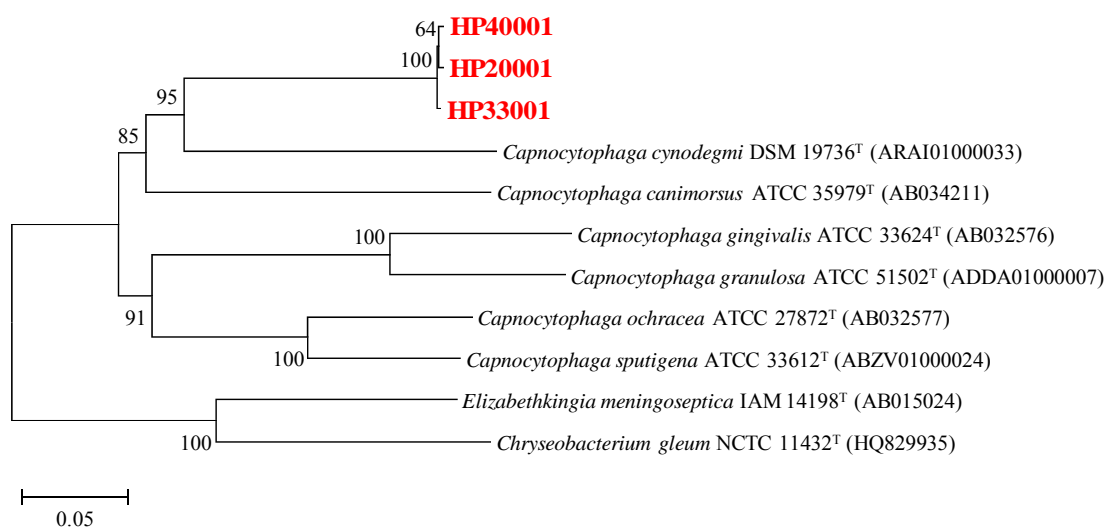 64
HP40001
100
HP20001
95
HP33001
85
Capnocytophaga cynodegmi DSM 19736ᵀ (ARAI01000033)
Capnocytophaga canimorsus ATCC 35979ᵀ (AB034211)
100
Capnocytophaga gingivalis ATCC 33624ᵀ (AB032576)
Capnocytophaga granulosa ATCC 51502ᵀ (ADDA01000007)
91
Capnocytophaga ochracea ATCC 27872ᵀ (AB032577)
100
Capnocytophaga sputigena ATCC 33612ᵀ (ABZV01000024)
Elizabethkingia meningoseptica IAM 14198ᵀ (AB015024)
100
Chryseobacterium gleum NCTC 11432ᵀ (HQ829935)
0.05